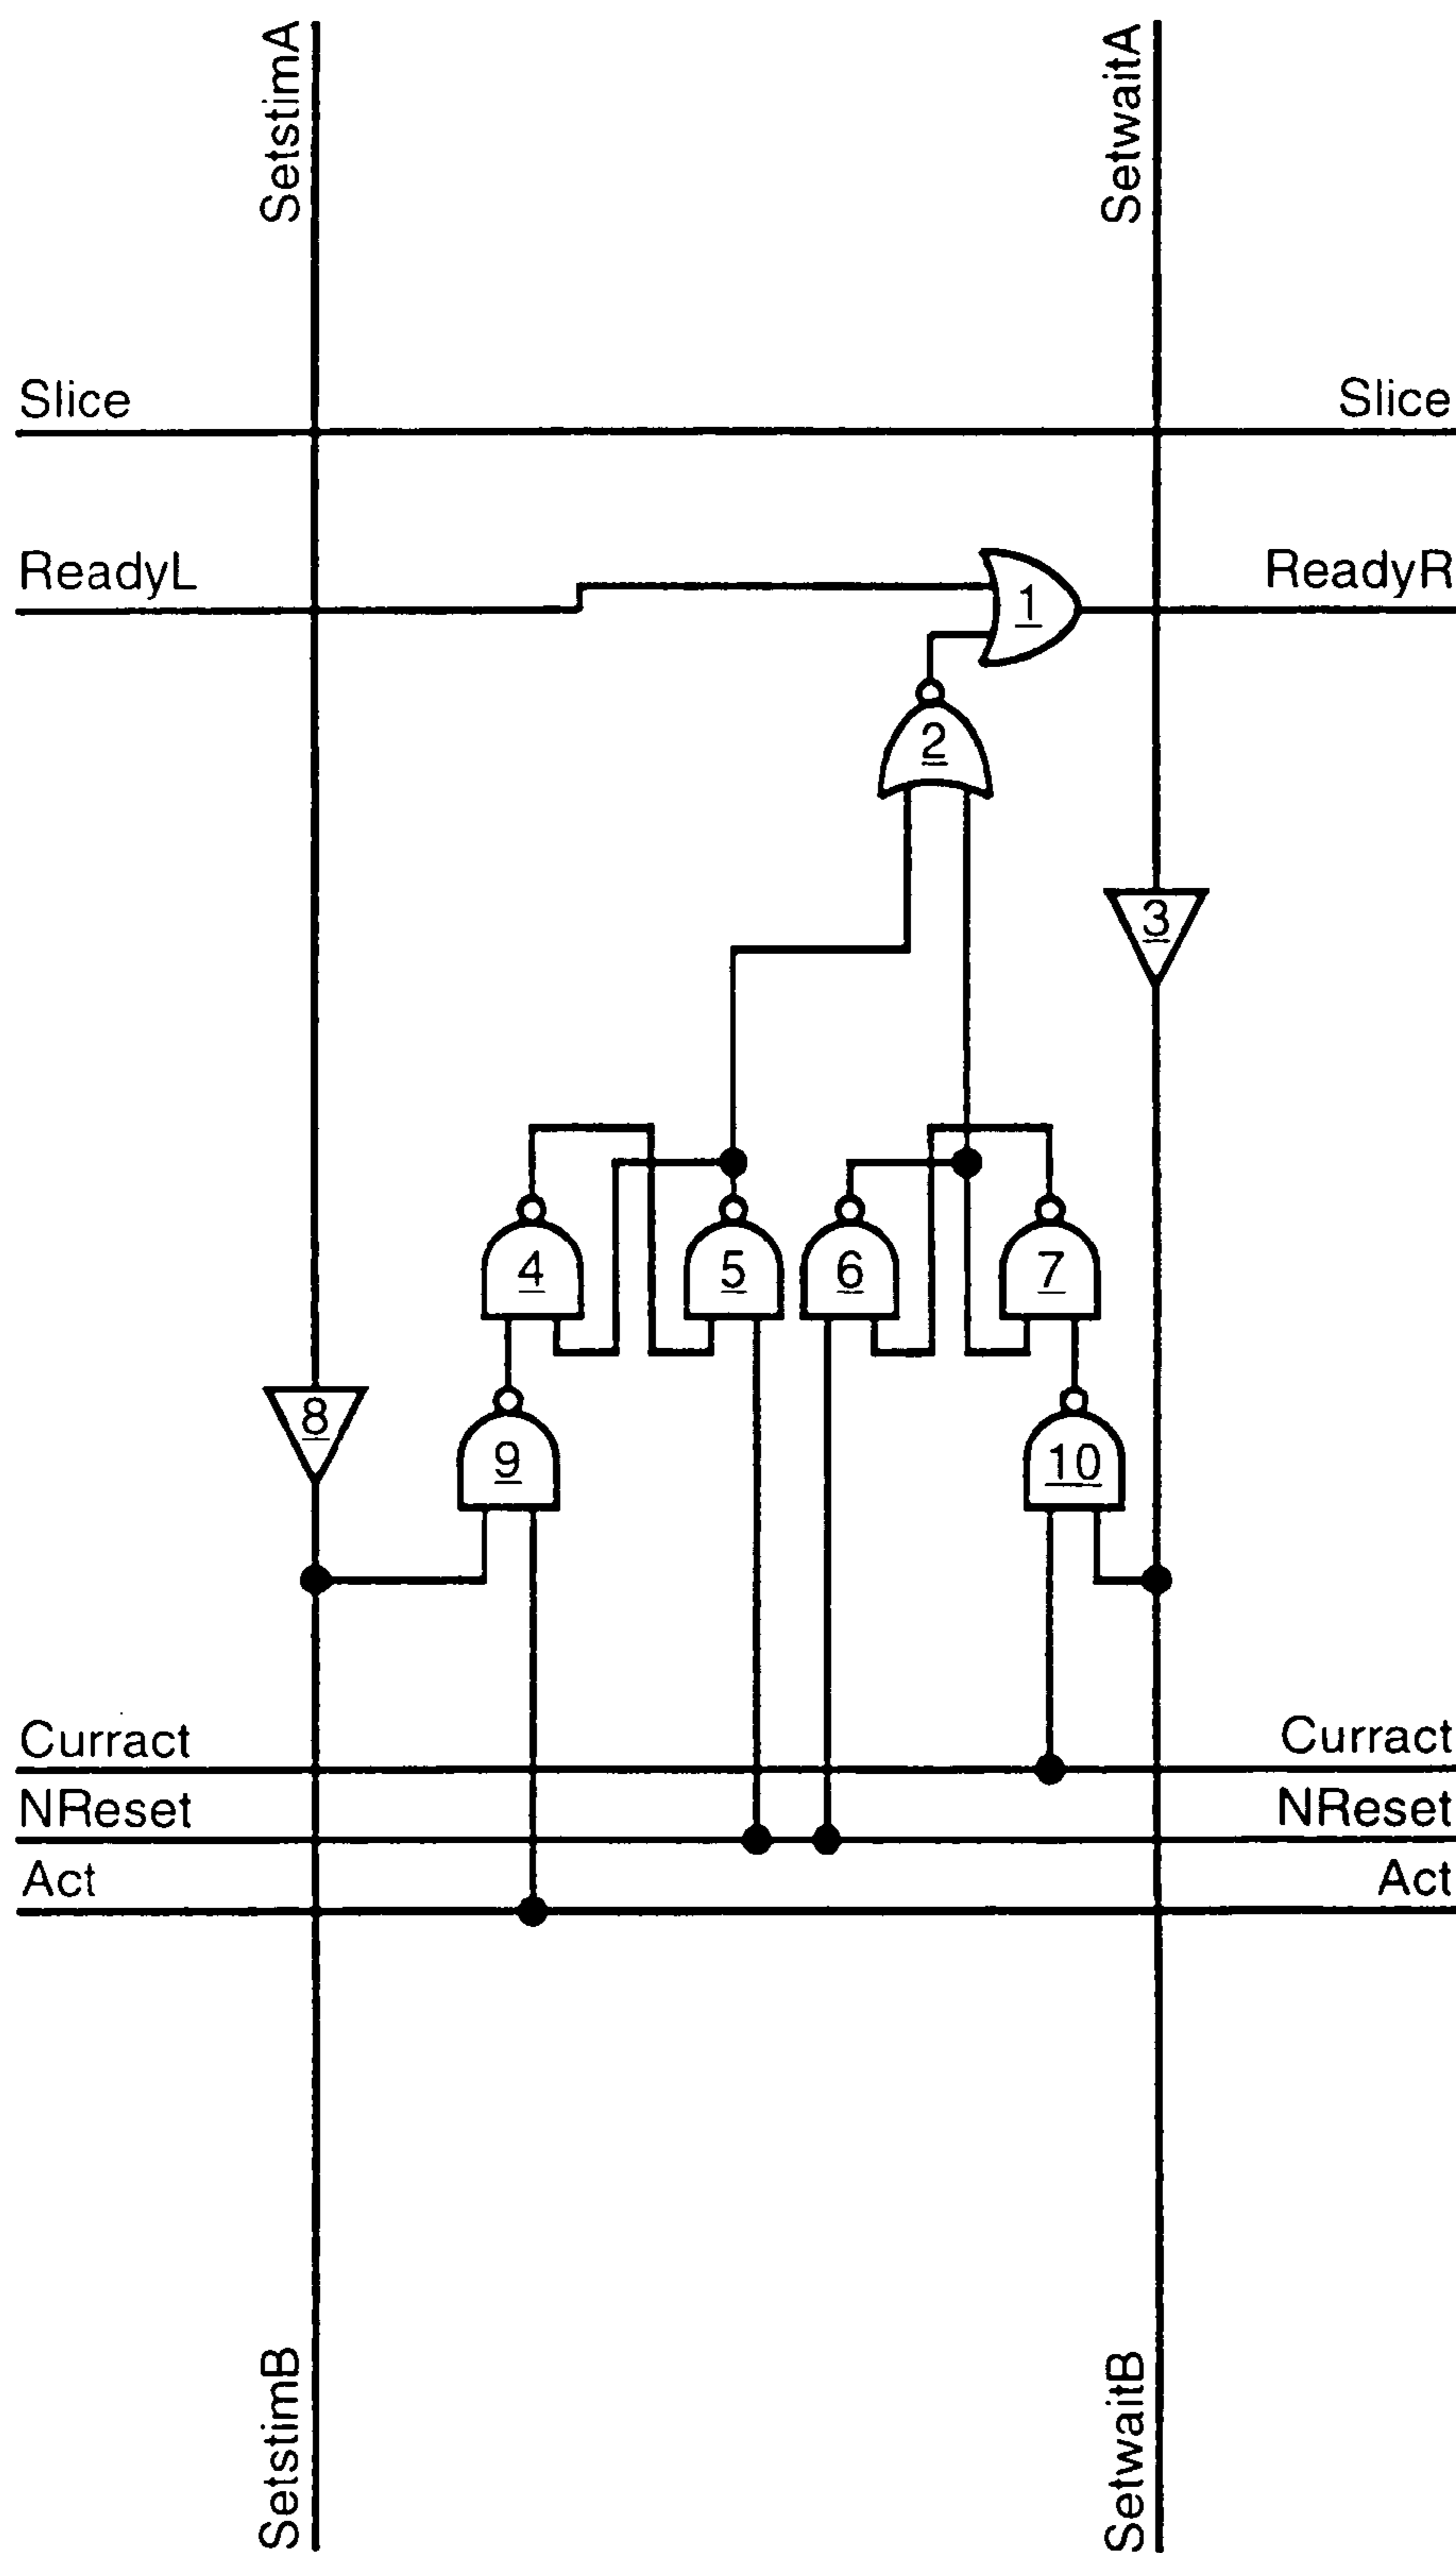 SetstimA
SetwaitA
Slice
Slice
ReadyL
ReadyR
1
2
3
4
5
6
7
8
9
10
Curract
Curract
NReset
NReset
Act
Act
SetstimB
SetwaitB